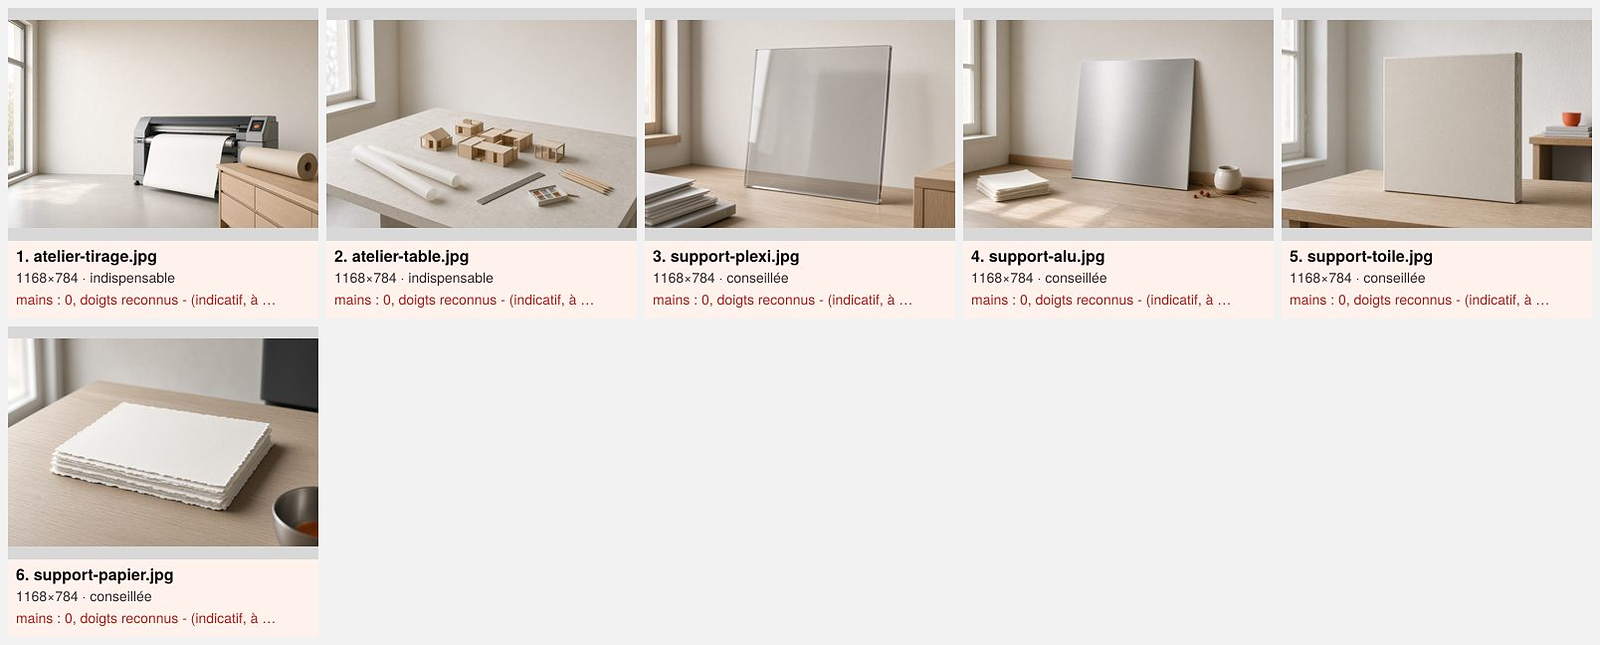 1. atelier-tirage.jpg
1168×784 · indispensable
mains : 0, doigts reconnus - (indicatif, à …
2. atelier-table.jpg
1168×784 · indispensable
mains : 0, doigts reconnus - (indicatif, à …
3. support-plexi.jpg
1168×784 · conseillée
mains : 0, doigts reconnus - (indicatif, à …
4. support-alu.jpg
1168×784 · conseillée
mains : 0, doigts reconnus - (indicatif, à …
5. support-toile.jpg
1168×784 · conseillée
mains : 0, doigts reconnus - (indicatif, à …
6. support-papier.jpg
1168×784 · conseillée
mains : 0, doigts reconnus - (indicatif, à …